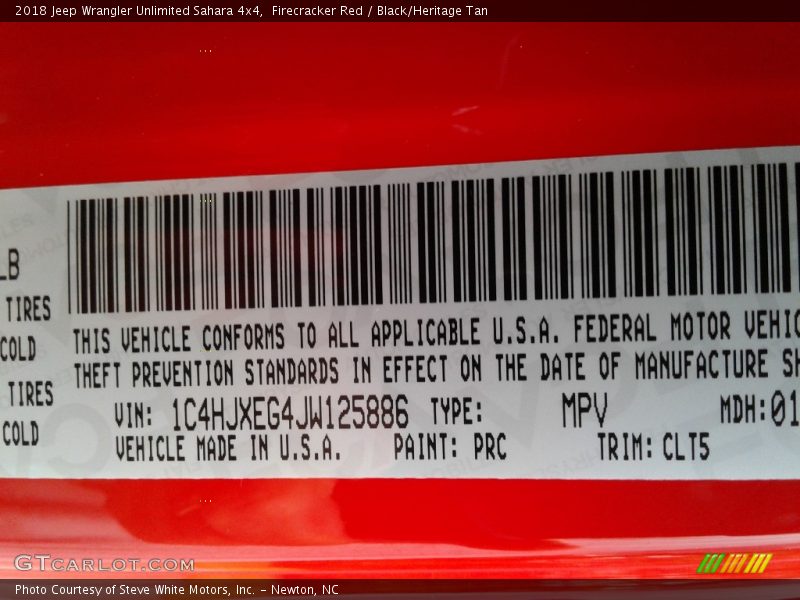 2018 Jeep Wrangler Unlimited Sahara 4x4,  Firecracker Red / Black/Heritage Tan
LB
TIRES
COLD
TIRES
COLD
THIS VEHICLE CONFORMS TO ALL APPLICABLE U.S.A. FEDERAL MOTOR VEHIC
THEFT PREVENTION STANDARDS IN EFFECT ON THE DATE OF MANUFACTURE SH
VIN: 1C4HJXEG4JW125886 TYPE: MPV MDH:01
VEHICLE MADE IN U.S.A. PAINT: PRC TRIM: CLT5
GTCARLOT.COM
Photo Courtesy of Steve White Motors, Inc. – Newton, NC